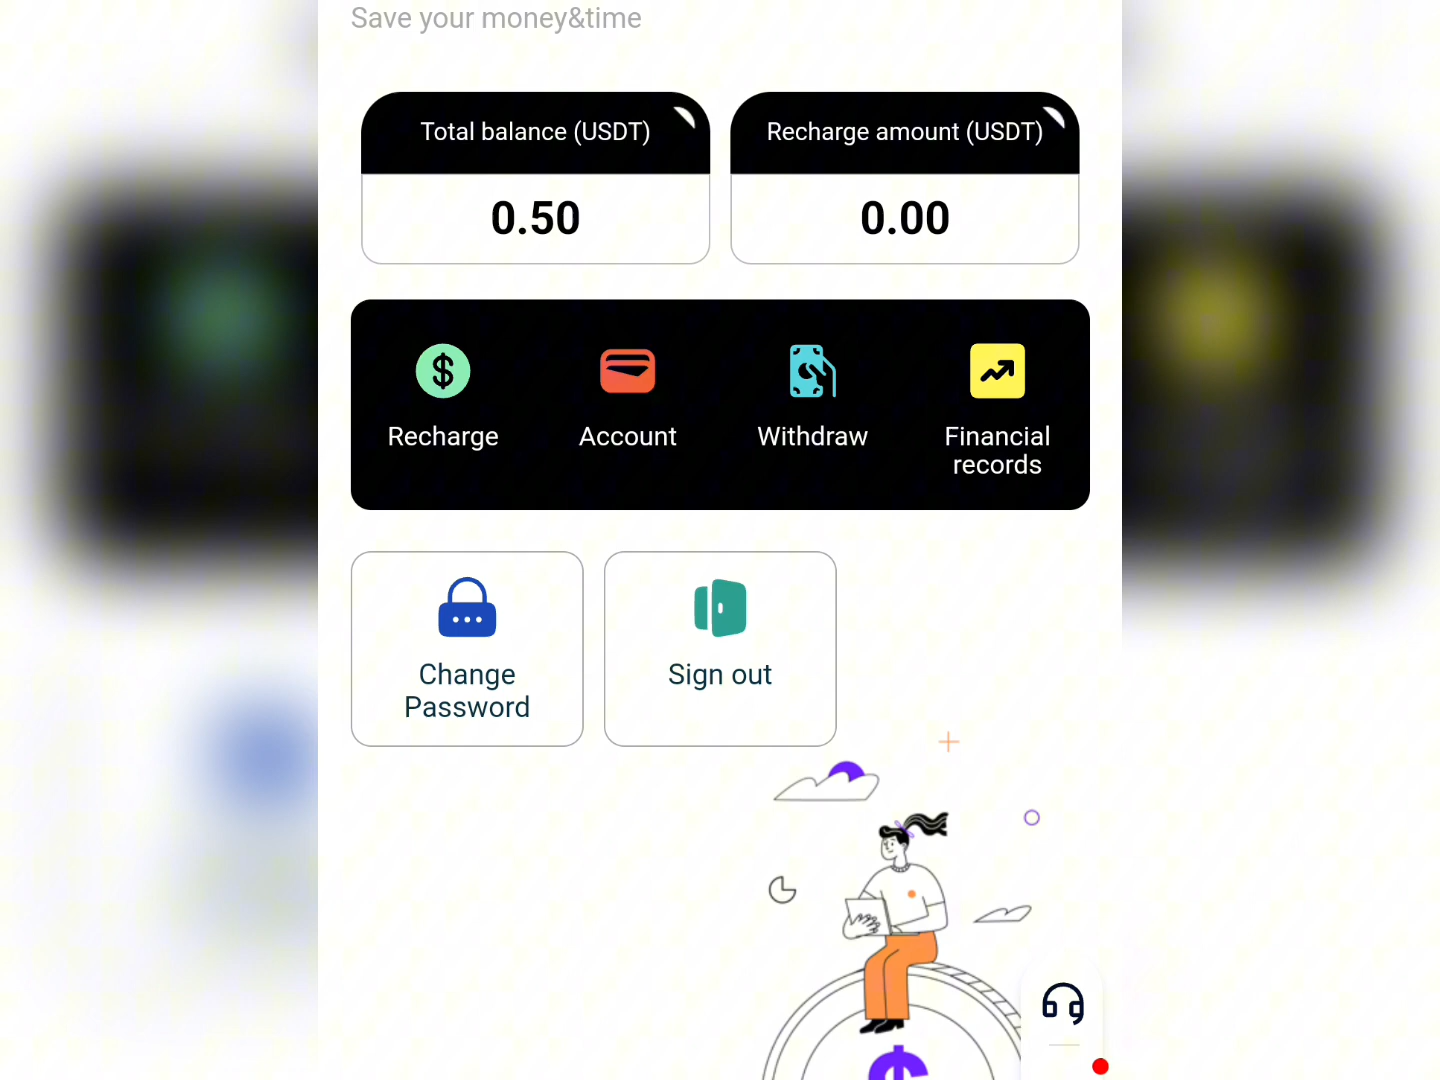 Save your money&time
Total balance (USDT)
Recharge amount (USDT)
0.50
0.00
Recharge
Account
Withdraw
Financial
records
Change
Password
Sign out